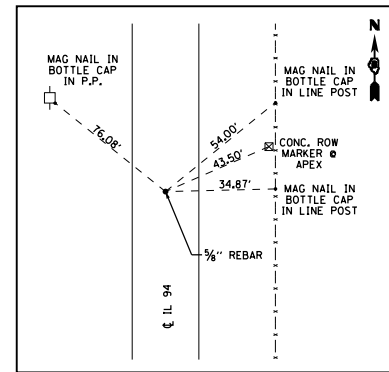 N
MAG NAIL IN
BOTTLE CAP
IN P.P.
MAG NAIL IN
BOTTLE CAP
IN LINE POST
76.08'
54.00'
43.50'
34.87'
CONC. ROW
MARKER @
APEX
MAG NAIL IN
BOTTLE CAP
IN LINE POST
5/8" REBAR
℄ IL 94